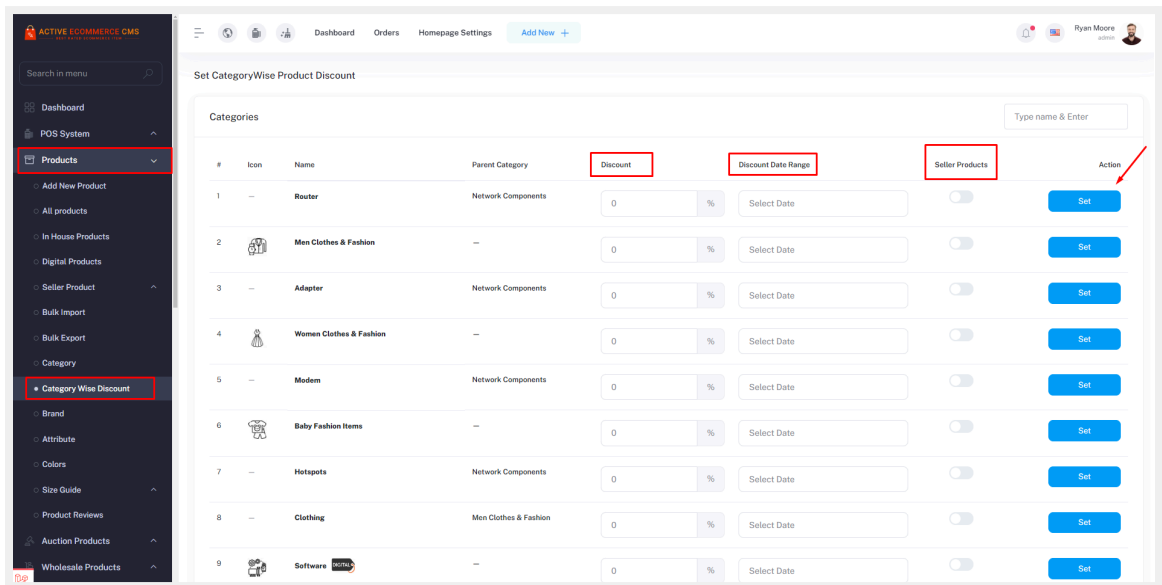 ACTIVE ECOMMERCE CMS
Dashboard Orders Homepage Settings Add New +
Ryan Moore
admin
Search in menu
Dashboard
POS System
Products
Add New Product
All products
In House Products
Digital Products
Seller Product
Bulk Import
Bulk Export
Category
Category Wise Discount
Brand
Attribute
Colors
Size Guide
Product Reviews
Auction Products
Wholesale Products
Set CategoryWise Product Discount
Categories
Type name & Enter
# Icon Name Parent Category Discount Discount Date Range Seller Products Action
1 — Router Network Components 0 % Select Date Set
2 Men Clothes & Fashion — 0 % Select Date Set
3 — Adapter Network Components 0 % Select Date Set
4 Women Clothes & Fashion — 0 % Select Date Set
5 — Modem Network Components 0 % Select Date Set
6 Baby Fashion Items — 0 % Select Date Set
7 — Hotspots Network Components 0 % Select Date Set
8 — Clothing Men Clothes & Fashion 0 % Select Date Set
9 Software DIGITAL — 0 % Select Date Set